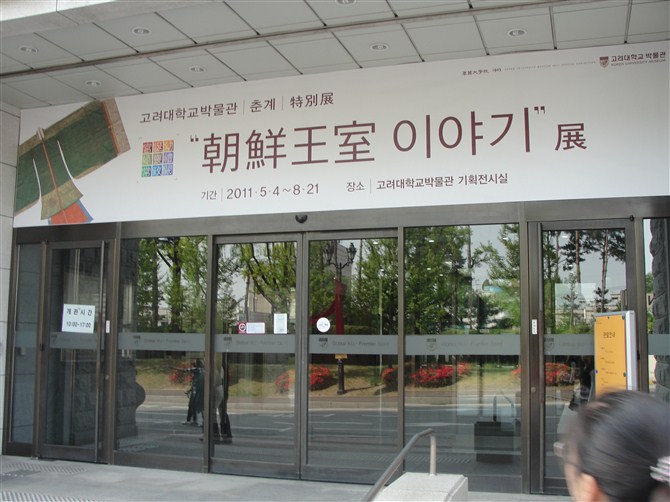 고려대학교 박물관
KOREA UNIVERSITY MUSEUM
고려대학교박물관 | 춘계 | 特別展
"朝鮮王室 이야기" 展
기간 | 2011·5·4~8·21 장소 | 고려대학교박물관 기획전시실
개관시간
10:00~17:00